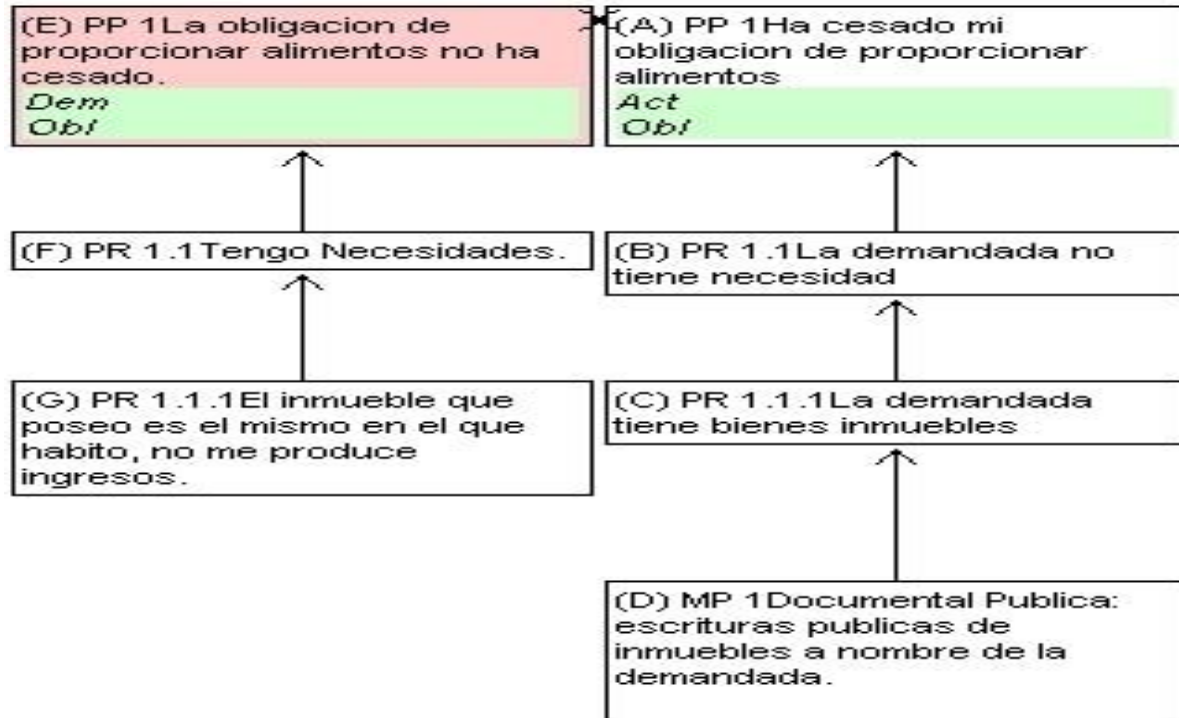 (E) PP 1La obligacion de
proporcionar alimentos no ha
cesado.
Dem
Obl
(A) PP 1Ha cesado mi
obligacion de proporcionar
alimentos
Act
Obl
(F) PR 1.1Tengo Necesidades.
(B) PR 1.1La demandada no
tiene necesidad
(G) PR 1.1.1El inmueble que
poseo es el mismo en el que
habito, no me produce
ingresos.
(C) PR 1.1.1La demandada
tiene bienes inmuebles
(D) MP 1Documental Publica:
escrituras publicas de
inmuebles a nombre de la
demandada.